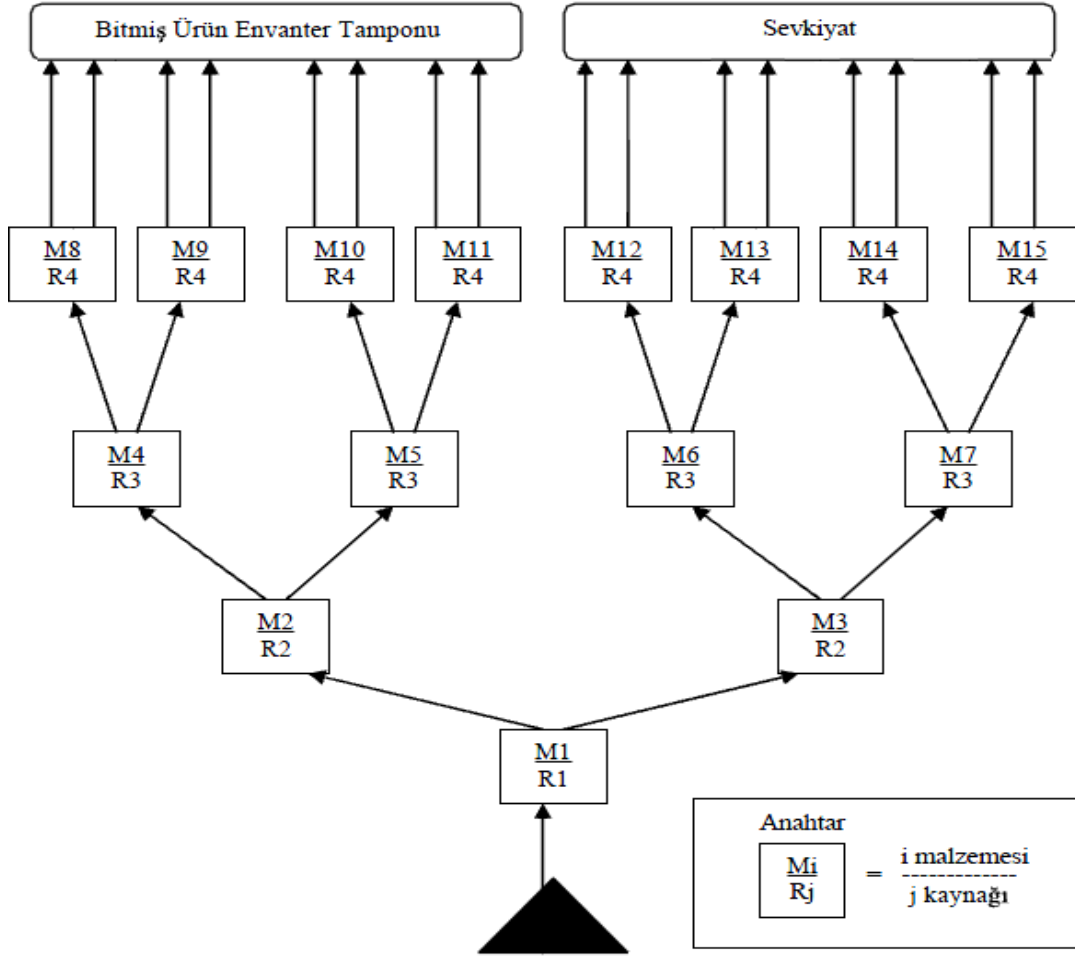 Bitmiş Ürün Envanter Tamponu
Sevkiyat
M8
R4
M9
R4
M10
R4
M11
R4
M12
R4
M13
R4
M14
R4
M15
R4
M4
R3
M5
R3
M6
R3
M7
R3
M2
R2
M3
R2
M1
R1
Anahtar
Mi
Rj
=
i malzemesi
-------------
j kaynağı